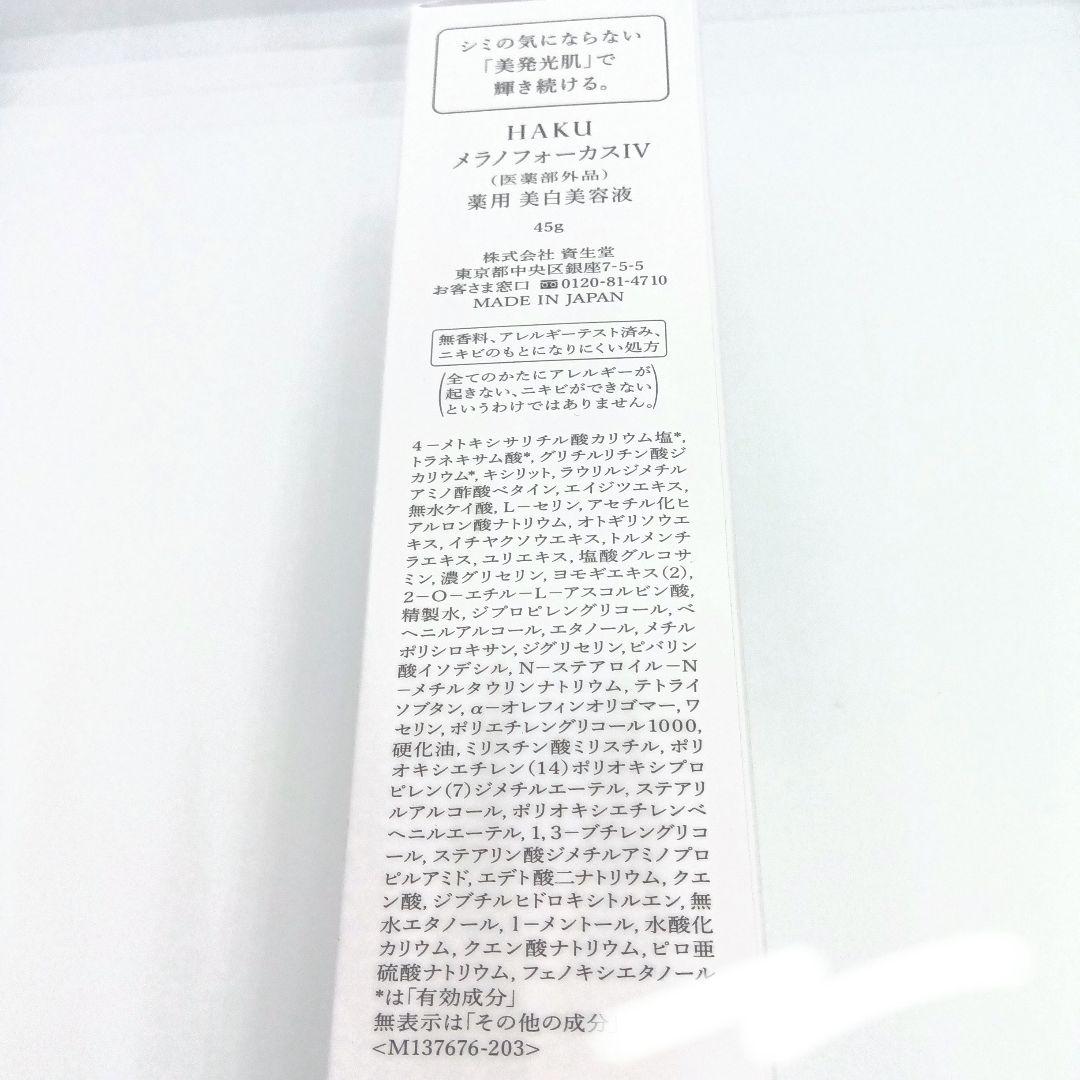 シミの気にならない
「美発光肌」で
輝き続ける。
HAKU
メラノフォーカスIV
(医薬部外品)
薬用 美白美容液
45g
株式会社 資生堂
東京都中央区銀座7-5-5
お客さま窓口 0120-81-4710
MADE IN JAPAN
無香料、アレルギーテスト済み、
ニキビのもとになりにくい処方
(全てのかたにアレルギーが
起きない、ニキビができない
というわけではありません。)
4－メトキシサリチル酸カリウム塩*,
トラネキサム酸*, グリチルリチン酸ジ
カリウム*, キシリット, ラウリルジメチル
アミノ酢酸ベタイン, エイジツエキス,
無水ケイ酸, L－セリン, アセチル化ヒ
アルロン酸ナトリウム, オトギリソウエ
キス, イチヤクソウエキス, トルメンチ
ラエキス, ユリエキス, 塩酸グルコサ
ミン, 濃グリセリン, ヨモギエキス(2),
2－O－エチル－L－アスコルビン酸,
精製水, ジプロピレングリコール, ベ
ヘニルアルコール, エタノール, メチル
ポリシロキサン, ジグリセリン, ピバリン
酸イソデシル, N－ステアロイル－N
－メチルタウリンナトリウム, テトライ
ソブタン, α－オレフィンオリゴマー, ワ
セリン, ポリエチレングリコール1000,
硬化油, ミリスチン酸ミリスチル, ポリ
オキシエチレン(14)ポリオキシプロ
ピレン(7)ジメチルエーテル, ステアリ
ルアルコール, ポリオキシエチレンベ
ヘニルエーテル, 1, 3－ブチレングリコ
ール, ステアリン酸ジメチルアミノプロ
ピルアミド, エデト酸二ナトリウム, クエ
ン酸, ジブチルヒドロキシトルエン, 無
水エタノール, l－メントール, 水酸化
カリウム, クエン酸ナトリウム, ピロ亜
硫酸ナトリウム, フェノキシエタノール
*は「有効成分」
無表示は「その他の成分
<M137676-203>